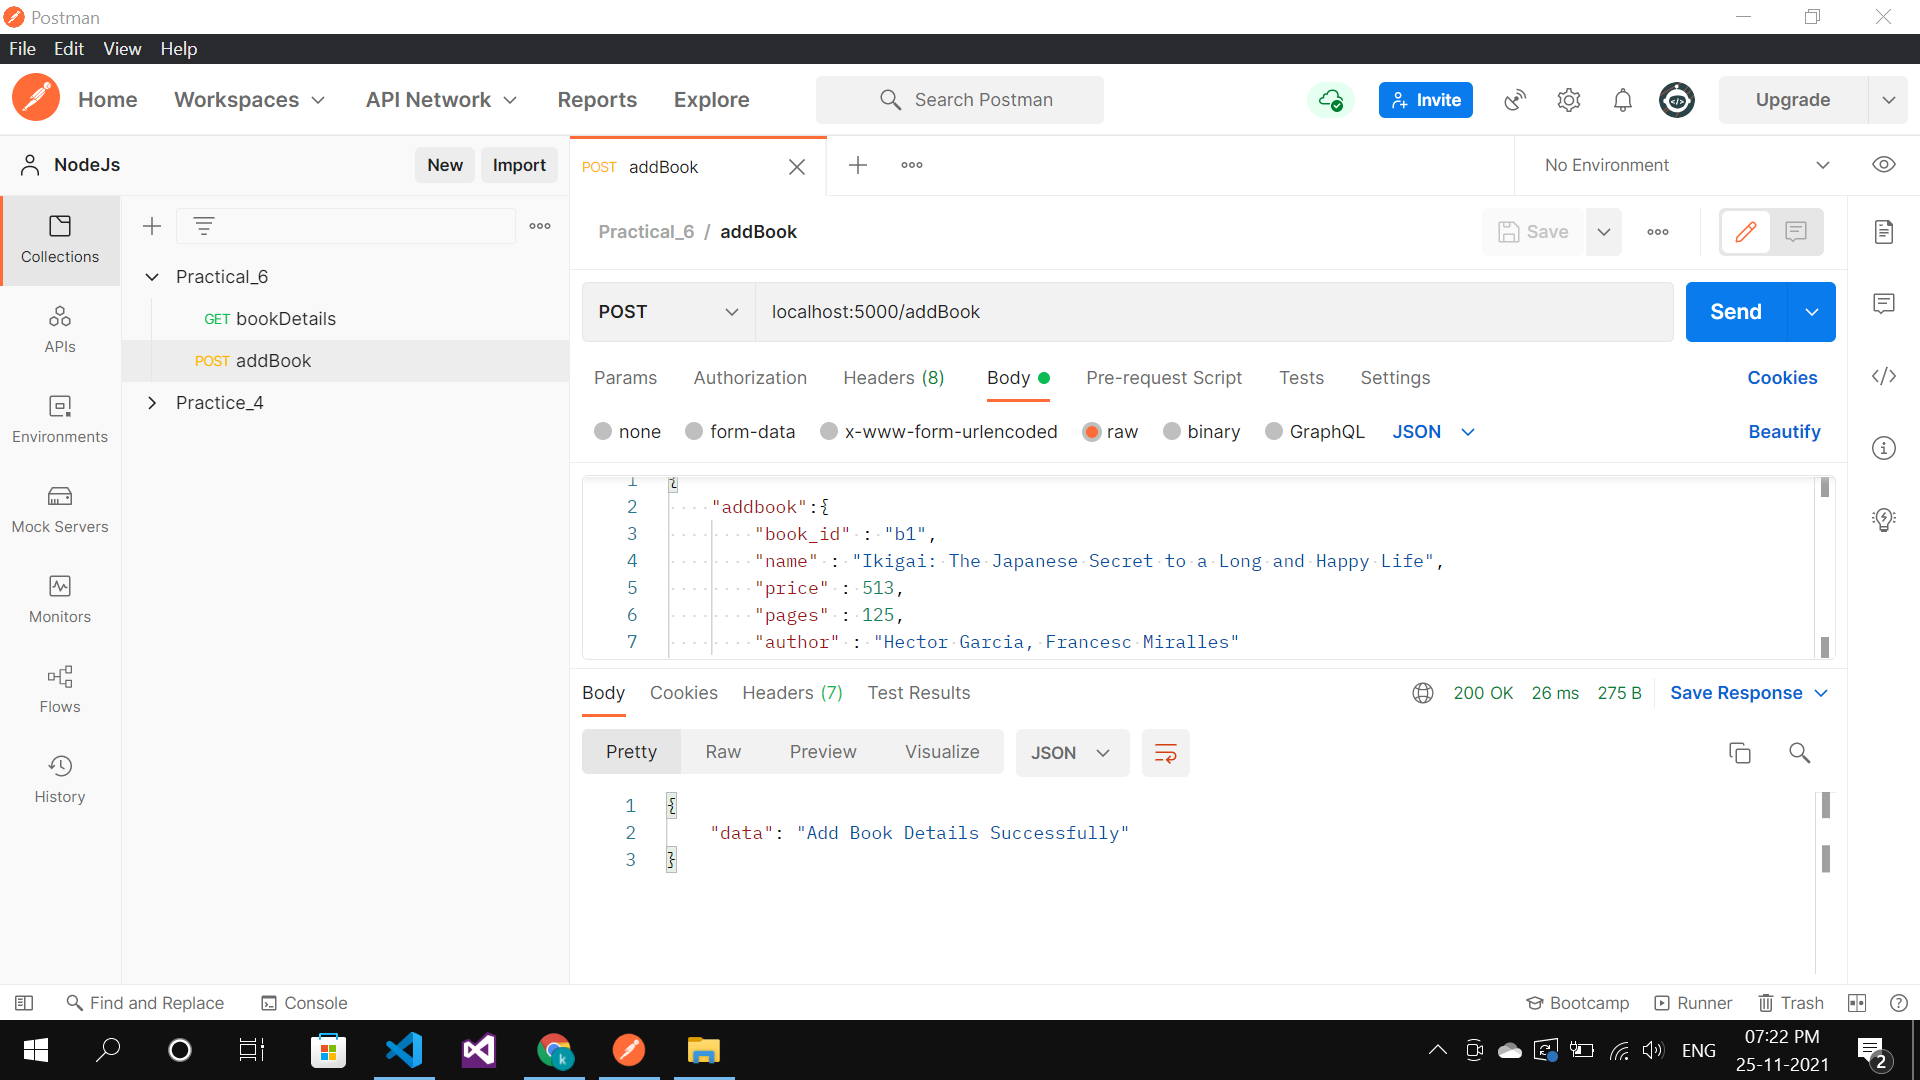 Postman
File Edit View Help
Home Workspaces API Network Reports Explore Search Postman Invite Upgrade
NodeJs New Import POST addBook No Environment
Collections
APIs
Environments
Mock Servers
Monitors
Flows
History
Practical_6
GET bookDetails
POST addBook
Practice_4
Practical_6 / addBook Save
POST localhost:5000/addBook Send
Params Authorization Headers (8) Body Pre-request Script Tests Settings Cookies
none form-data x-www-form-urlencoded raw binary GraphQL JSON Beautify
1 {
2 "addbook":{
3 "book_id" : "b1",
4 "name" : "Ikigai: The Japanese Secret to a Long and Happy Life",
5 "price" : 513,
6 "pages" : 125,
7 "author" : "Hector Garcia, Francesc Miralles"
Body Cookies Headers (7) Test Results 200 OK 26 ms 275 B Save Response
Pretty Raw Preview Visualize JSON
1 {
2 "data": "Add Book Details Successfully"
3 }
Find and Replace Console Bootcamp Runner Trash
k ENG 07:22 PM
25-11-2021 2